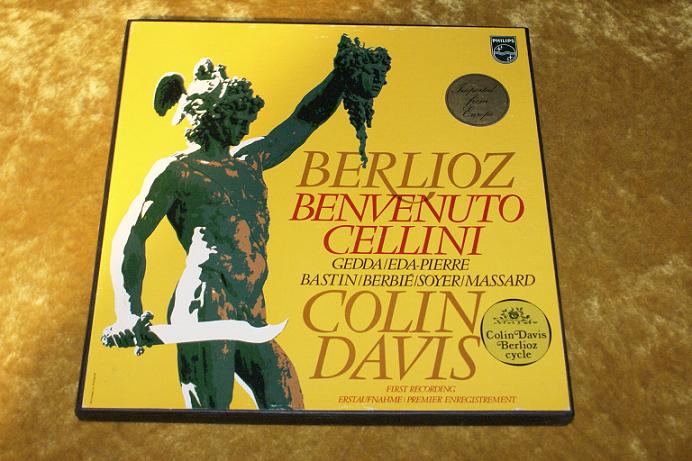 PHILIPS
Imported
from
Europe
BERLIOZ
BENVENUTO
CELLINI
GEDDA/EDA-PIERRE
BASTIN/BERBIÉ/SOYER/MASSARD
COLIN
DAVIS
Colin Davis
Berlioz
cycle
FIRST RECORDING
ERSTAUFNAHME/PREMIER ENREGISTREMENT